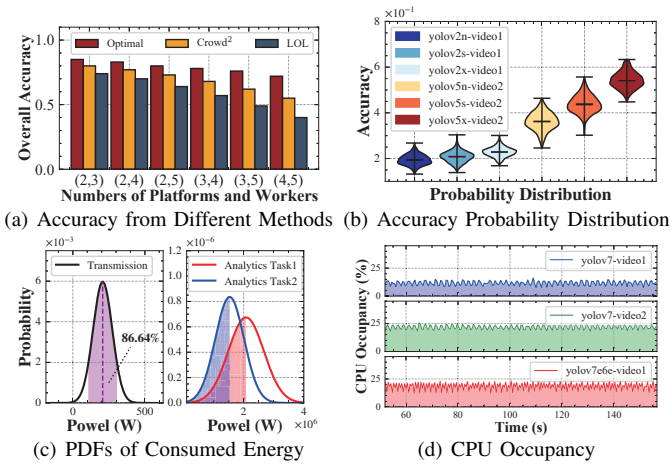 Optimal Crowd² LOL
Overall Accuracy
1.0
0.5
0.0
(2,3) (2,4) (2,5) (3,4) (3,5) (4,5)
Numbers of Platforms and Workers
(a) Accuracy from Different Methods
×10⁻¹
8
6
4
2
Accuracy
yolov2n-video1
yolov2s-video1
yolov2x-video1
yolov5n-video2
yolov5s-video2
yolov5x-video2
Probability Distribution
(b) Accuracy Probability Distribution
×10⁻³
Transmission
Probability
6
4
2
0
86.64%
0 500
Powel (W)
×10⁻⁶
1.0
0.8
0.6
0.4
0.2
0.0
Analytics Task1
Analytics Task2
2 4
×10⁶
Powel (W)
(c) PDFs of Consumed Energy
CPU Occupancy (%)
25
0
yolov7-video1
25
0
yolov7-video2
25
0
yolov7e6e-video1
60 80 100 120 140
Time (s)
(d) CPU Occupancy